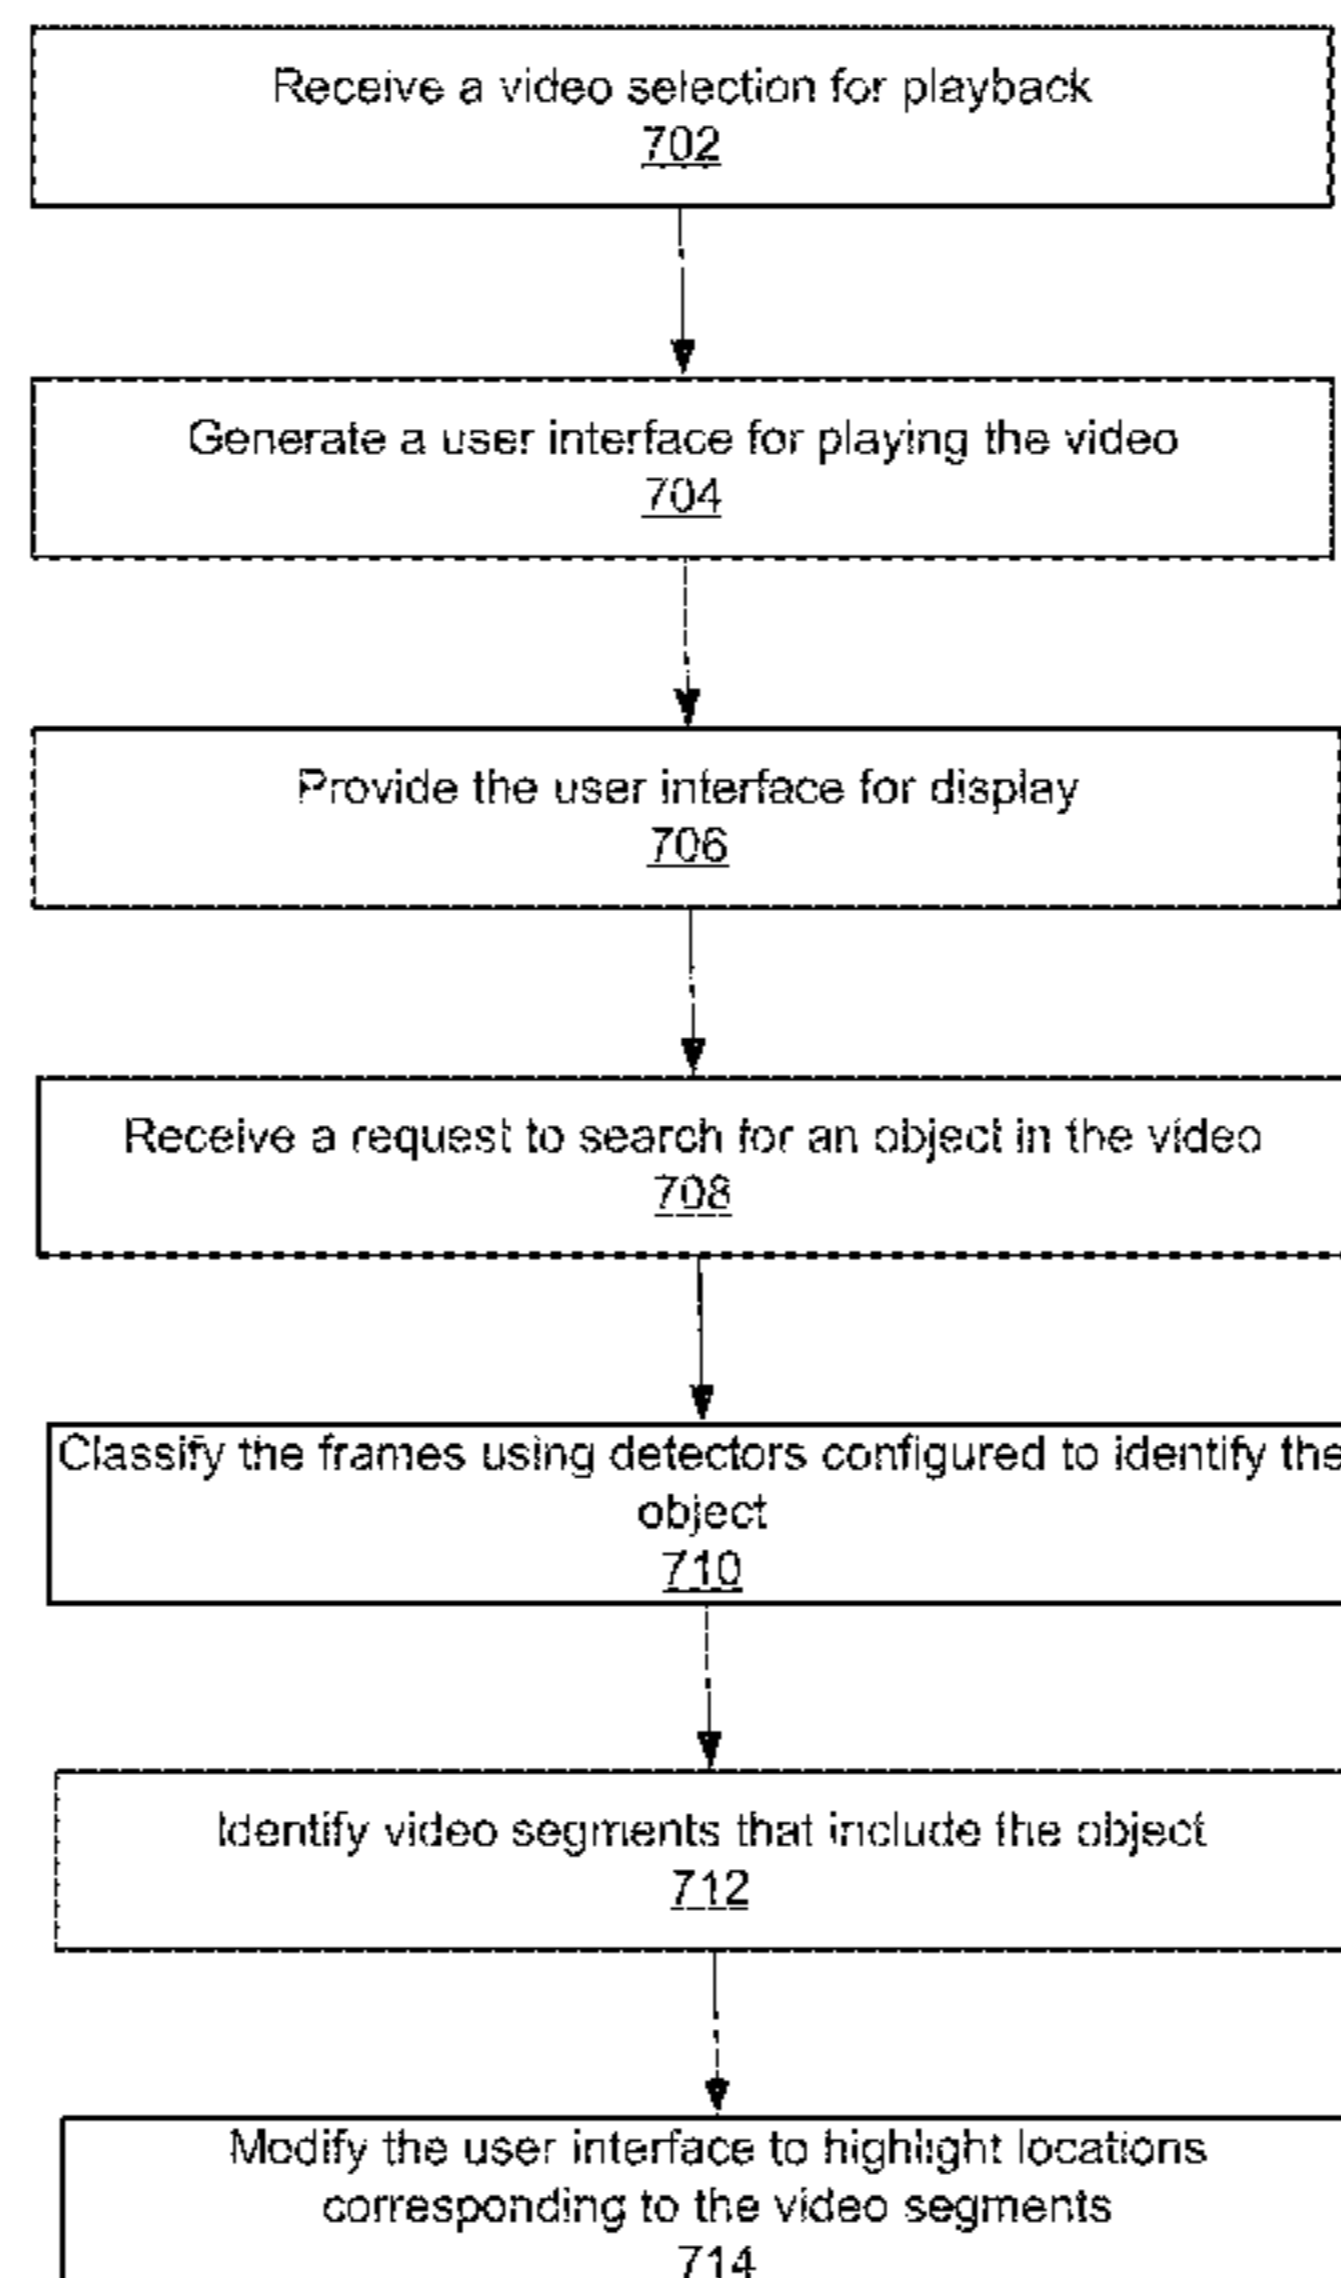 Receive a video selection for playback
702
Generate a user interface for playing the video
704
Provide the user interface for display
706
Receive a request to search for an object in the video
708
Classify the frames using detectors configured to identify the
object
710
Identify video segments that include the object
712
Modify the user interface to highlight locations
corresponding to the video segments
714